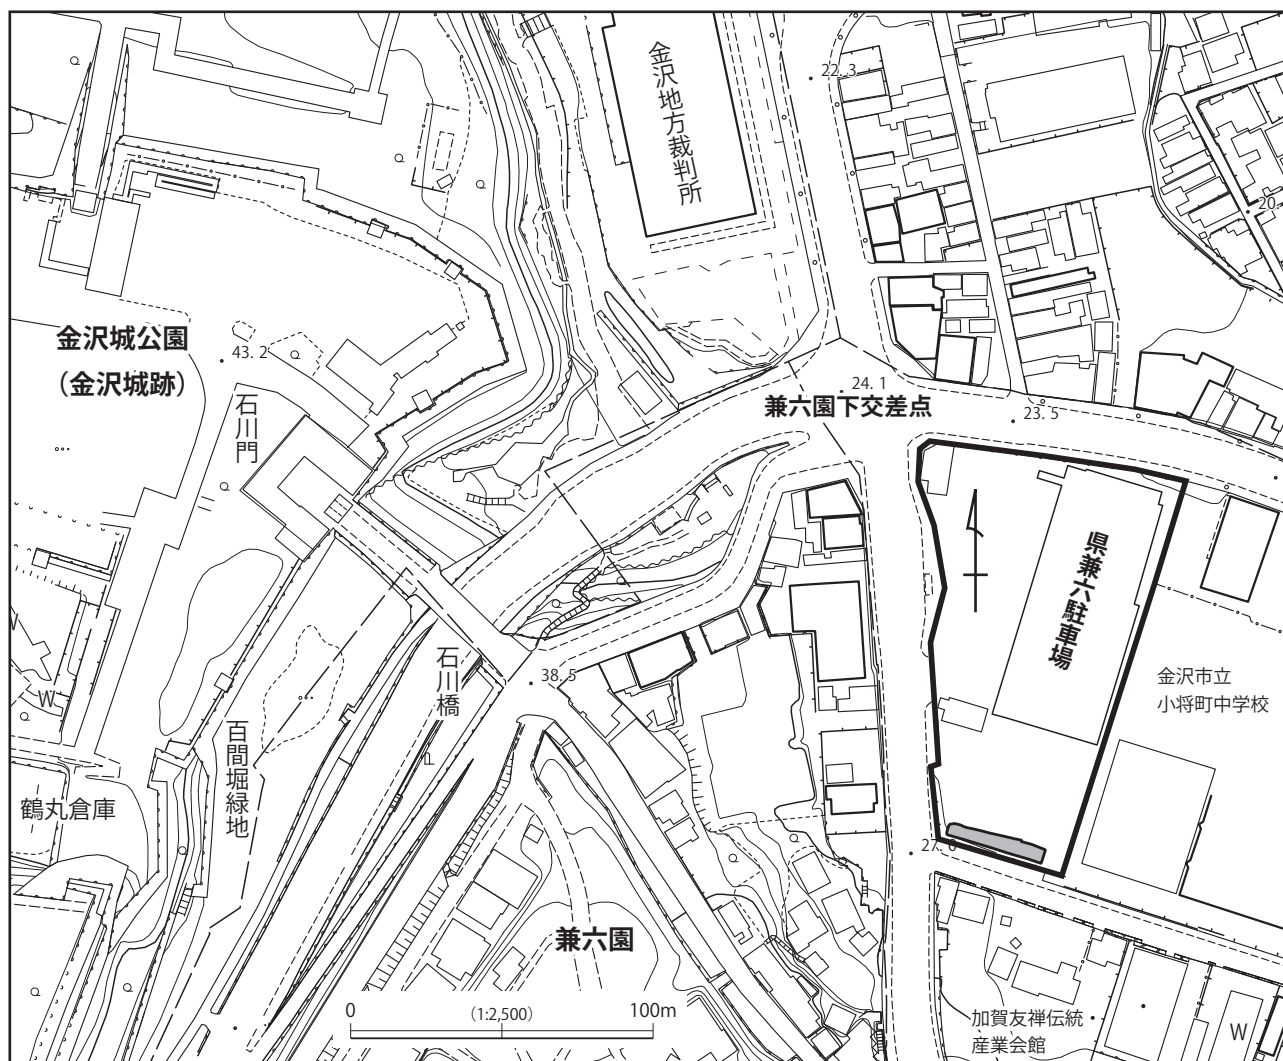 金沢地方裁判所
22. 3
20.
金沢城公園
（金沢城跡）
43. 2
石川門
24. 1
兼六園下交差点
23. 5
県兼六駐車場
金沢市立
小将町中学校
石川橋
38. 5
W
百間堀緑地
鶴丸倉庫
27. 6
兼六園
0
（1:2,500）
100m
加賀友禅伝統
産業会館
W